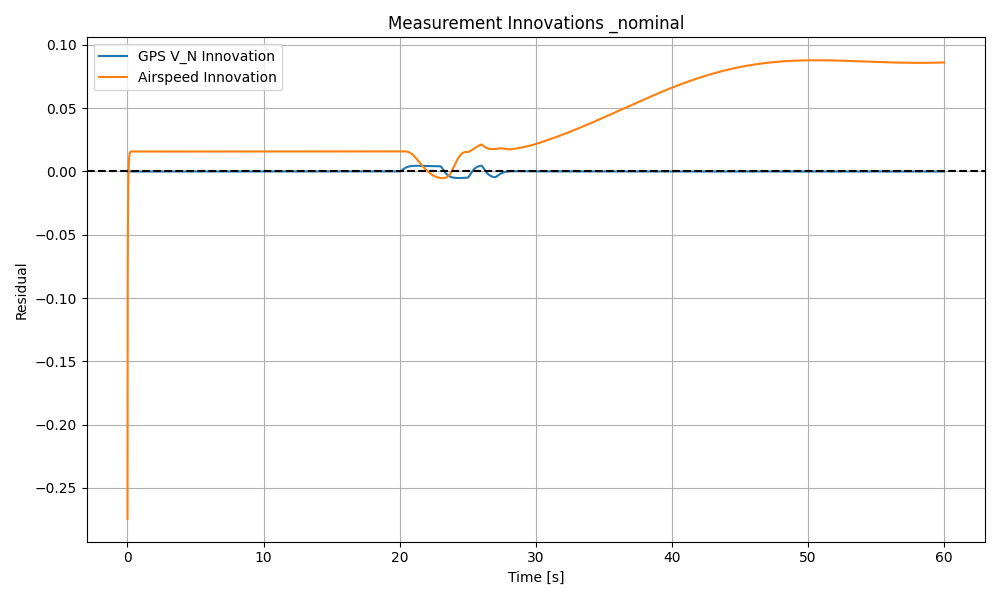 Measurement Innovations _nominal
GPS V_N Innovation
Airspeed Innovation
0.10
0.05
0.00
−0.05
−0.10
−0.15
−0.20
−0.25
Residual
0 10 20 30 40 50 60
Time [s]